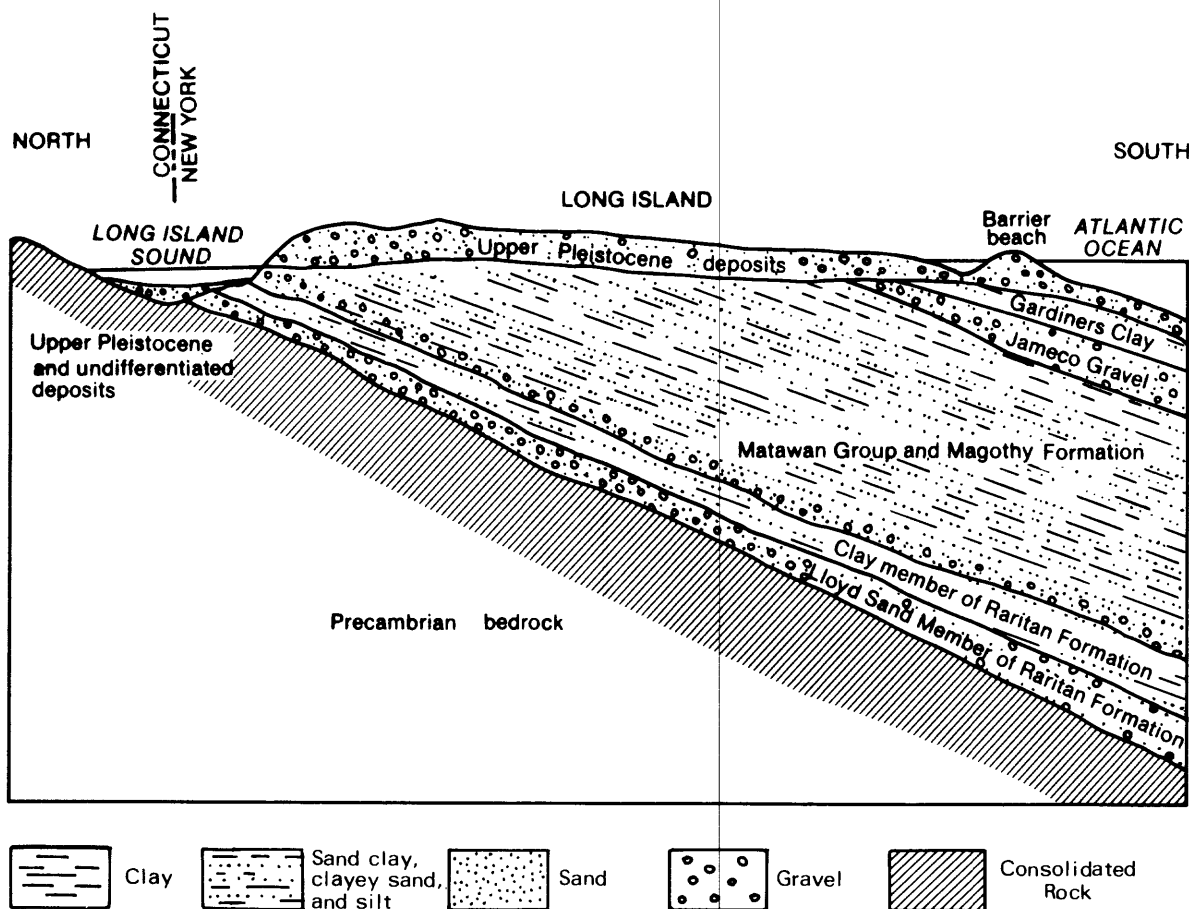 CONNECTICUT
NEW YORK
NORTH
SOUTH
LONG ISLAND
LONG ISLAND
SOUND
Barrier
beach
ATLANTIC
OCEAN
Upper Pleistocene deposits
Gardiners Clay
Jameco Gravel
Upper Pleistocene
and undifferentiated
deposits
Matawan Group and Magothy Formation
Clay member of Raritan Formation
Lloyd Sand Member of Raritan Formation
Precambrian bedrock
Clay
Sand clay,
clayey sand,
and silt
Sand
Gravel
Consolidated
Rock